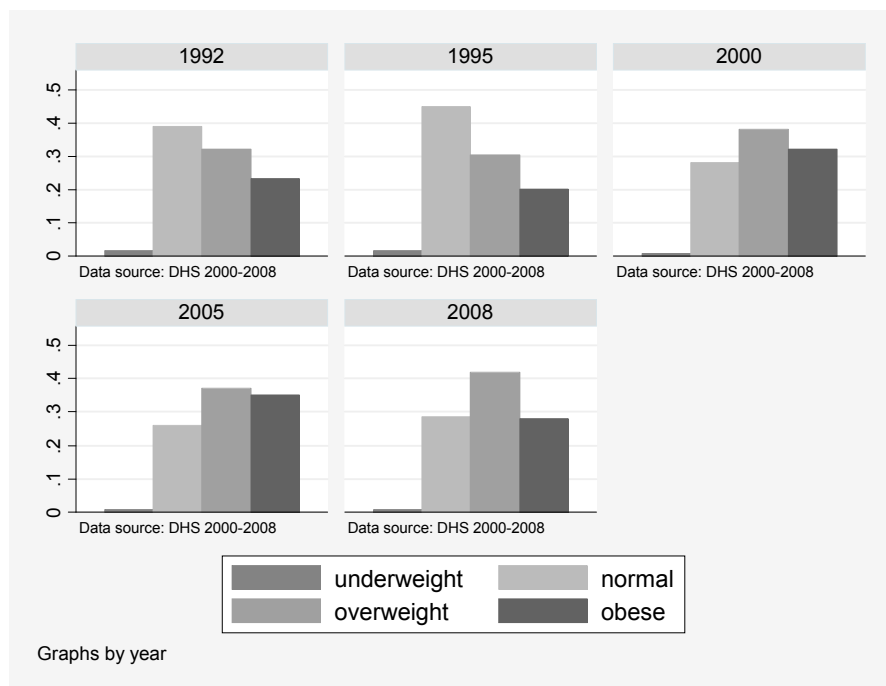 1992 1995 2000
.5
.4
.3
.2
.1
0
Data source: DHS 2000-2008 Data source: DHS 2000-2008 Data source: DHS 2000-2008
2005 2008
.5
.4
.3
.2
.1
0
Data source: DHS 2000-2008 Data source: DHS 2000-2008
underweight normal
overweight obese
Graphs by year